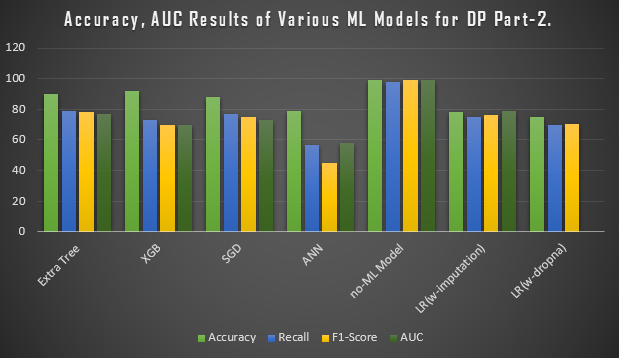 Accuracy, AUC Results of Various ML Models for DP Part-2.
120
100
80
60
40
20
0
Extra Tree
XGB
SGD
ANN
no-ML Model
LR(w-imputation)
LR(w-dropna)
Accuracy Recall F1-Score AUC